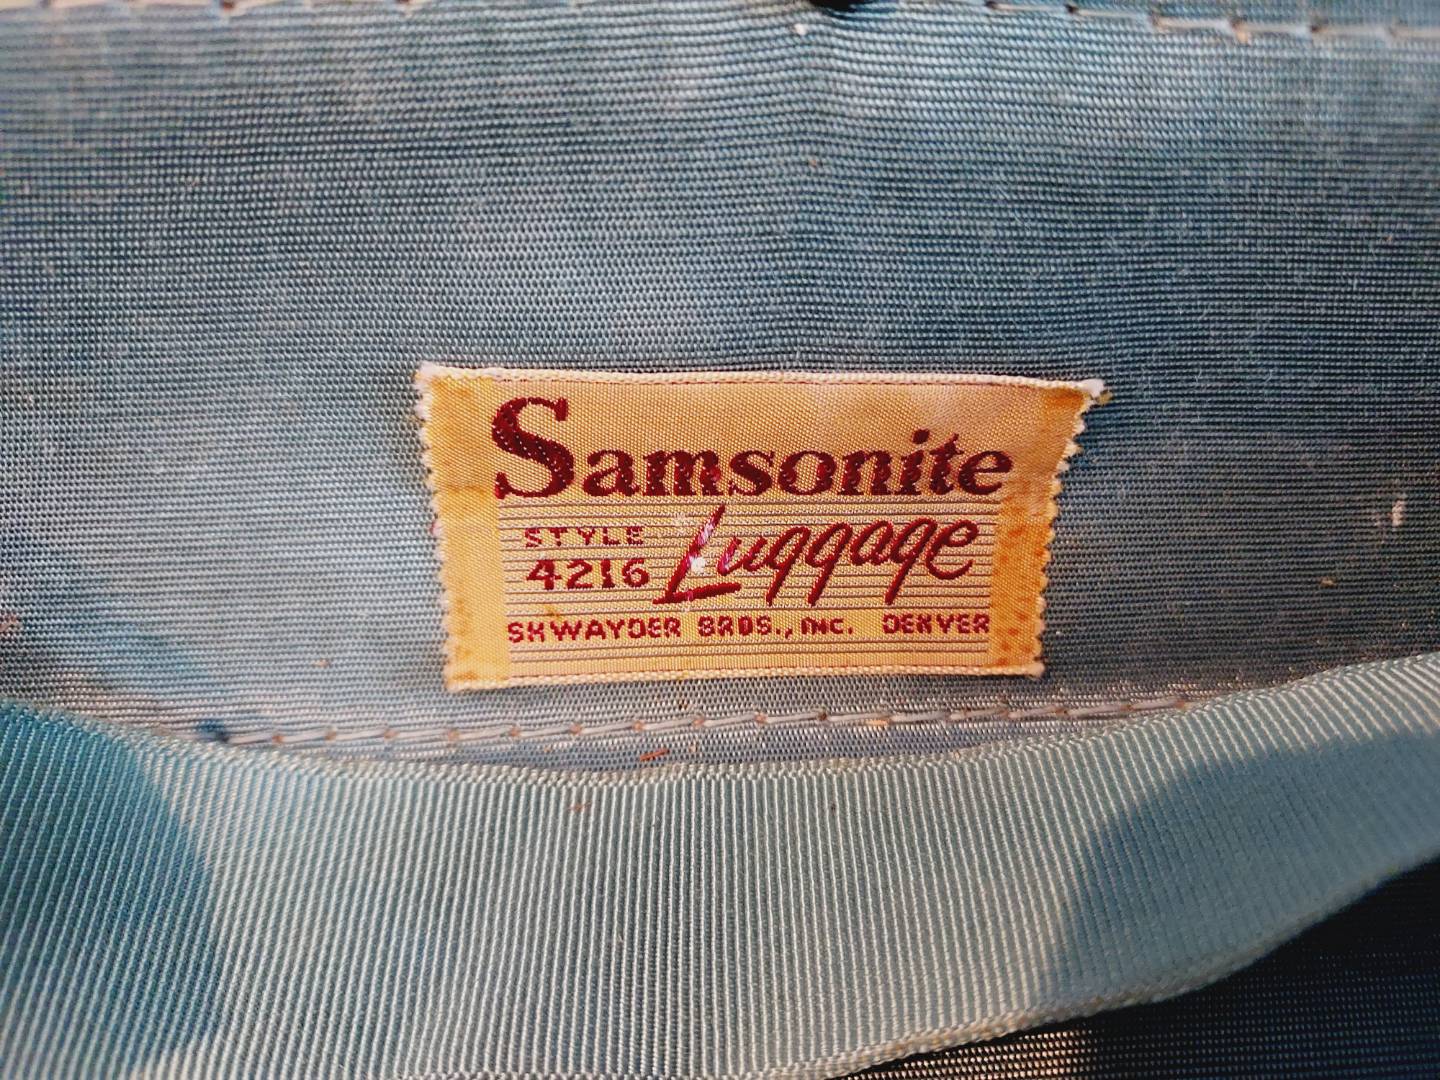 Samsonite
STYLE
4216
Luggage
SHWAYDER BROS., INC. DENVER